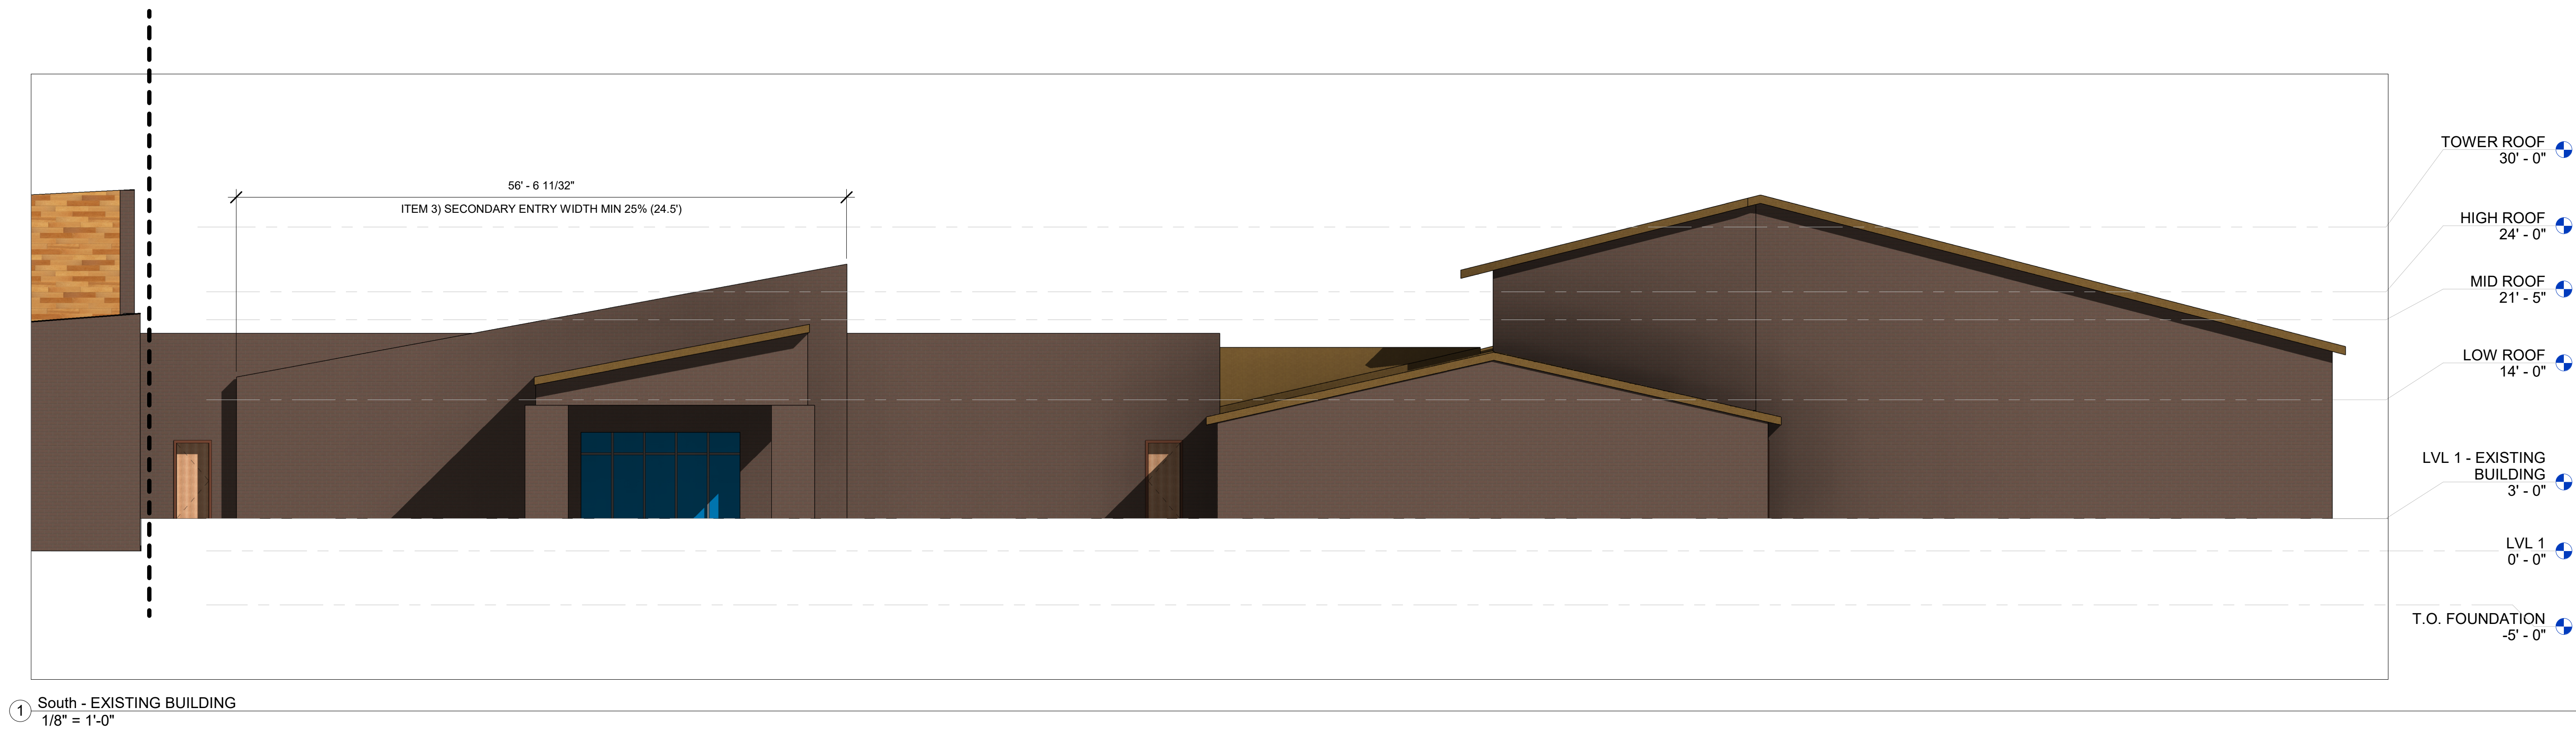 56' - 6 11/32"
ITEM 3) SECONDARY ENTRY WIDTH MIN 25% (24.5')
TOWER ROOF
30' - 0"
HIGH ROOF
24' - 0"
MID ROOF
21' - 5"
LOW ROOF
14' - 0"
LVL 1 - EXISTING
BUILDING
3' - 0"
LVL 1
0' - 0"
T.O. FOUNDATION
-5' - 0"
1
South - EXISTING BUILDING
1/8" = 1'-0"